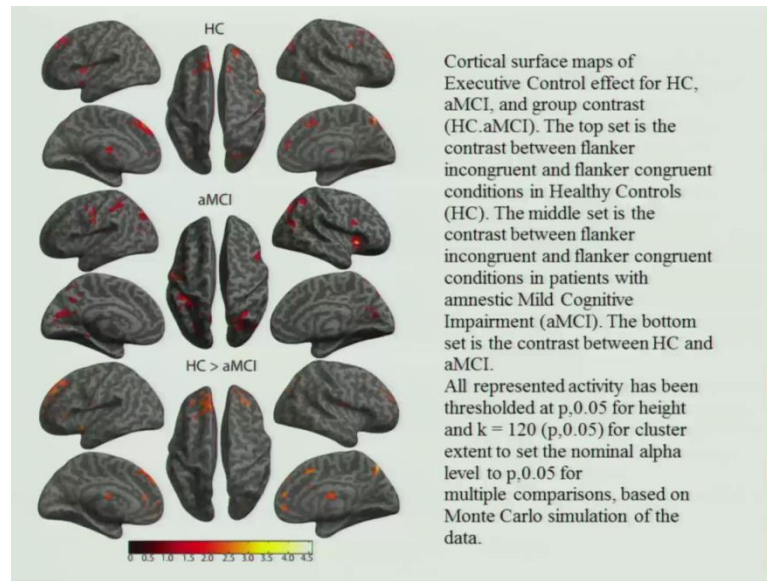 HC
aMCI
HC > aMCI
0 0.5 1.0 1.5 2.0 2.5 3.0 3.5 4.0 4.5
Cortical surface maps of
Executive Control effect for HC,
aMCI, and group contrast
(HC.aMCI). The top set is the
contrast between flanker
incongruent and flanker congruent
conditions in Healthy Controls
(HC). The middle set is the
contrast between flanker
incongruent and flanker congruent
conditions in patients with
amnestic Mild Cognitive
Impairment (aMCI). The bottom
set is the contrast between HC and
aMCI.
All represented activity has been
thresholded at p,0.05 for height
and k = 120 (p,0.05) for cluster
extent to set the nominal alpha
level to p,0.05 for
multiple comparisons, based on
Monte Carlo simulation of the
data.